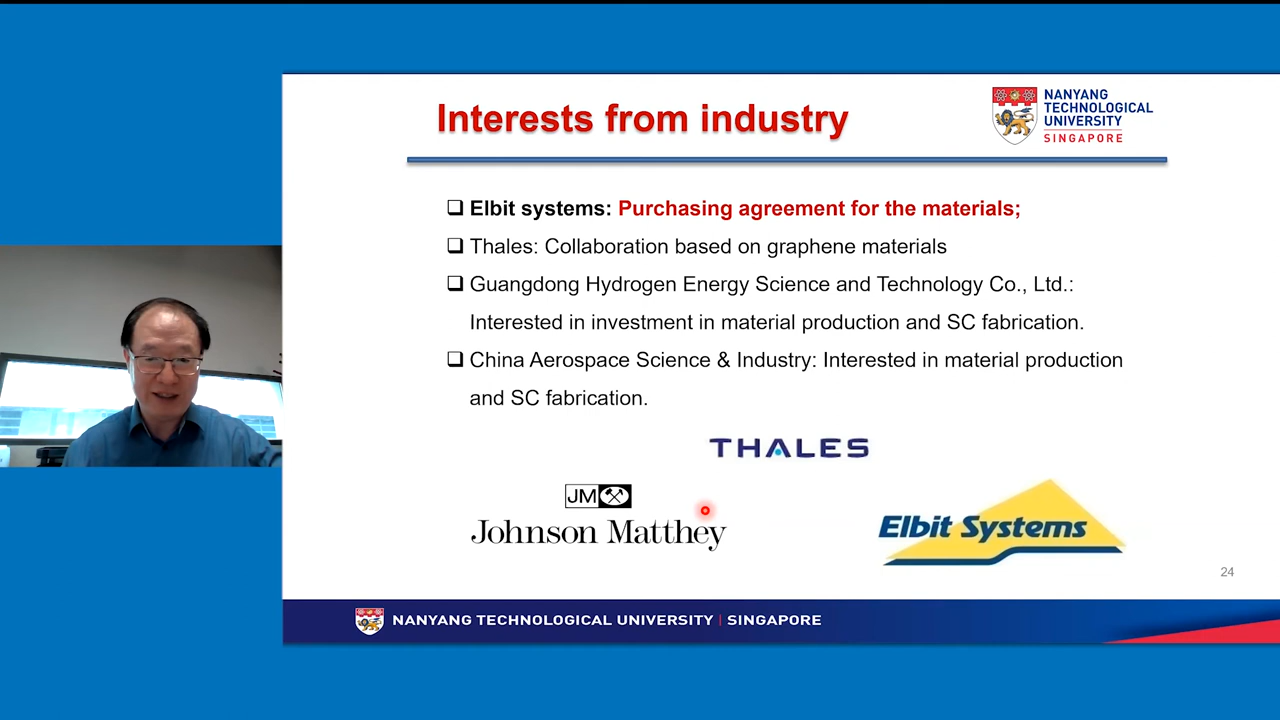 Interests from industry
NANYANG
TECHNOLOGICAL
UNIVERSITY
SINGAPORE
Elbit systems: Purchasing agreement for the materials;
Thales: Collaboration based on graphene materials
Guangdong Hydrogen Energy Science and Technology Co., Ltd.:
Interested in investment in material production and SC fabrication.
China Aerospace Science & Industry: Interested in material production
and SC fabrication.
THALES
JM
Johnson Matthey
Elbit Systems
24
NANYANG TECHNOLOGICAL UNIVERSITY | SINGAPORE